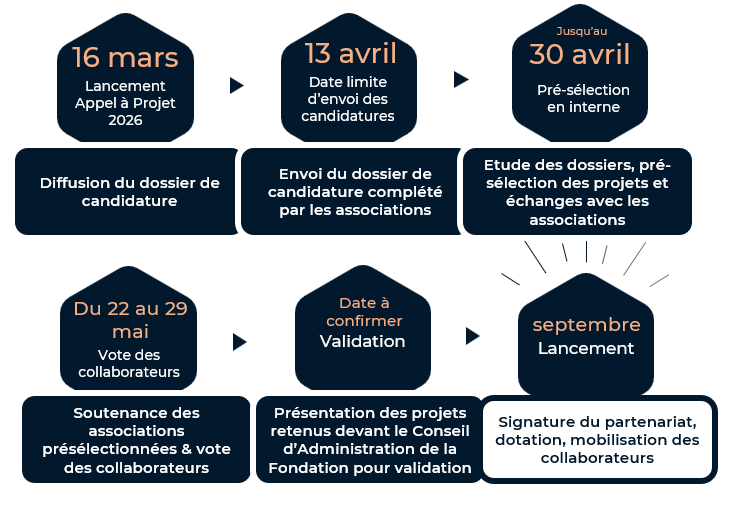 16 mars
Lancement
Appel à Projet
2026
Diffusion du dossier de
candidature
13 avril
Date limite
d'envoi des
candidatures
Envoi du dossier de
candidature complété
par les associations
Jusqu'au
30 avril
Pré-sélection
en interne
Etude des dossiers, pré-
sélection des projets et
échanges avec les
associations
Du 22 au 29
mai
Vote des
collaborateurs
Soutenance des
associations
présélectionnées & vote
des collaborateurs
Date à
confirmer
Validation
Présentation des projets
retenus devant le Conseil
d'Administration de la
Fondation pour validation
septembre
Lancement
Signature du partenariat,
dotation, mobilisation des
collaborateurs